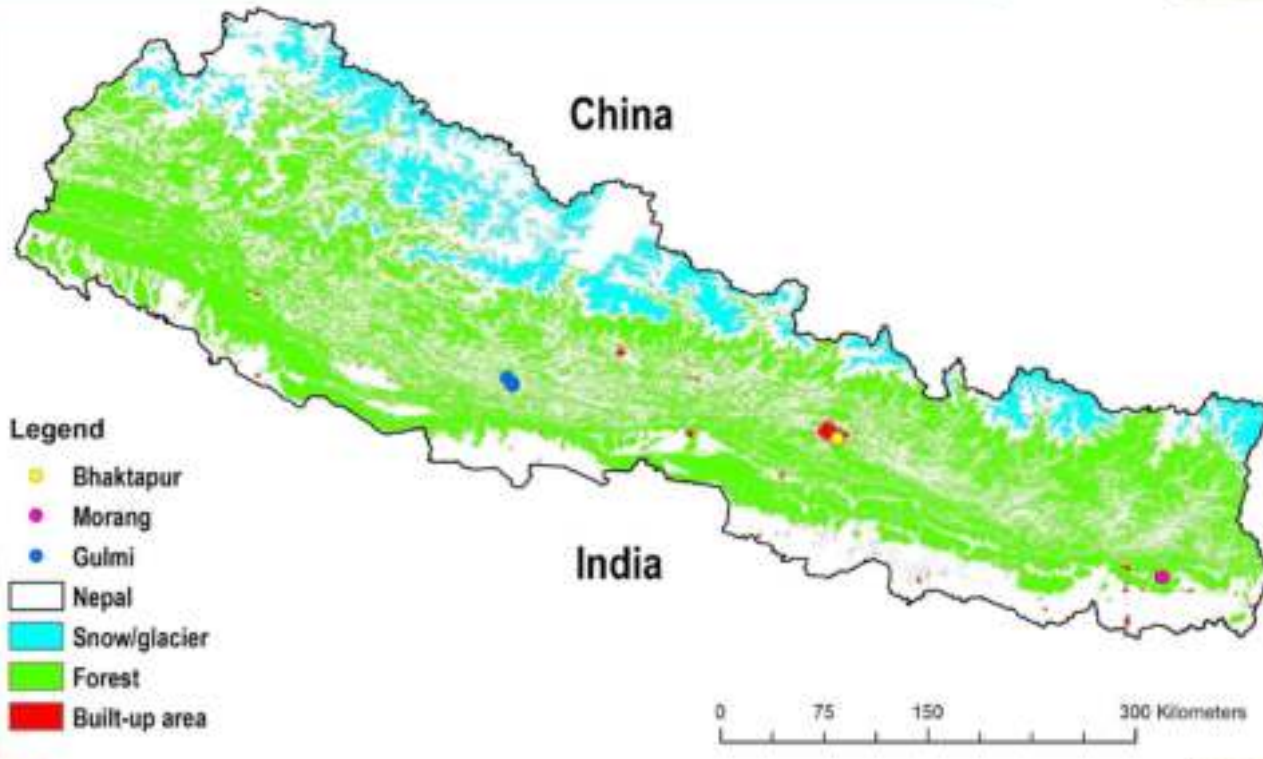 China
India
Legend
Bhaktapur
Morang
Gulmi
Nepal
Snow/glacier
Forest
Built-up area
0 75 150 300 Kilometers